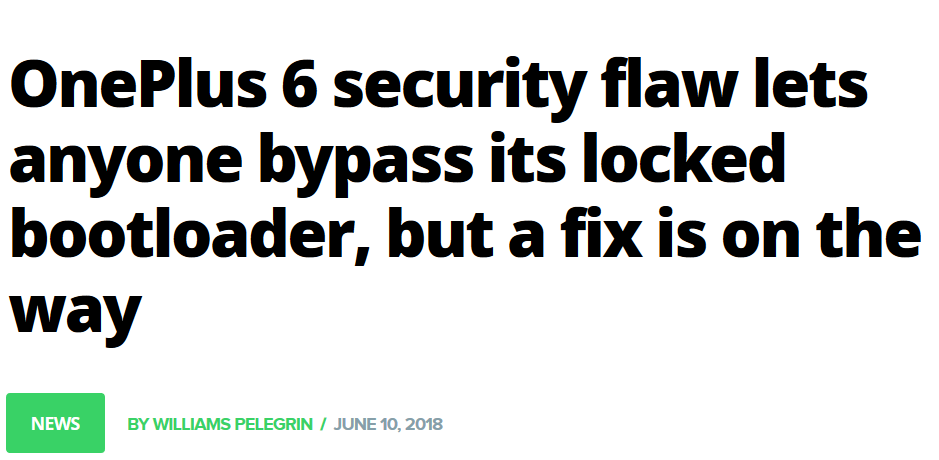 OnePlus 6 security flaw lets
anyone bypass its locked
bootloader, but a fix is on the
way
NEWS BY WILLIAMS PELEGRIN / JUNE 10, 2018